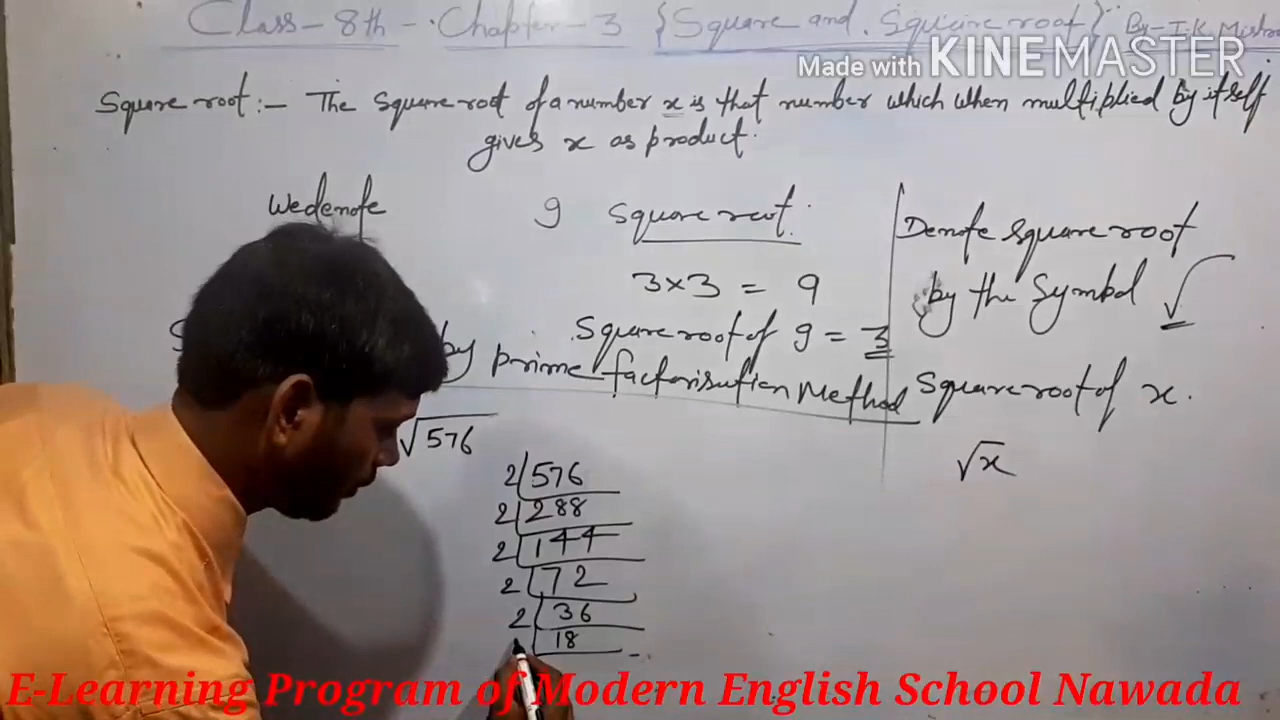 Class - 8th - Chapter - 3 {Square and Square root} By - I.K. Mishra
Made with KINEMASTER
Square root :- The square root of a number x is that number which when multiplied by itself
gives x as product.
We denote
9 square root.
3×3 = 9
Square root of 9 = 3
by prime factorisation Method
Denote square root
by the Symbol √
Square root of x.
√x
√576
2 576
2 288
2 144
2 72
2 36
18
E-Learning Program of Modern English School Nawada